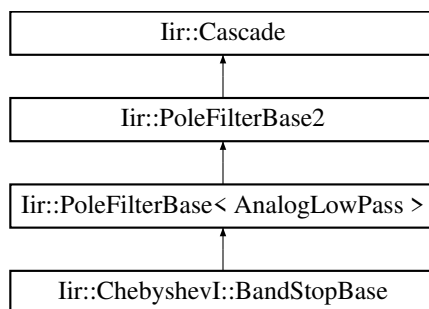 Iir::Cascade
Iir::PoleFilterBase2
Iir::PoleFilterBase< AnalogLowPass >
Iir::ChebyshevI::BandStopBase